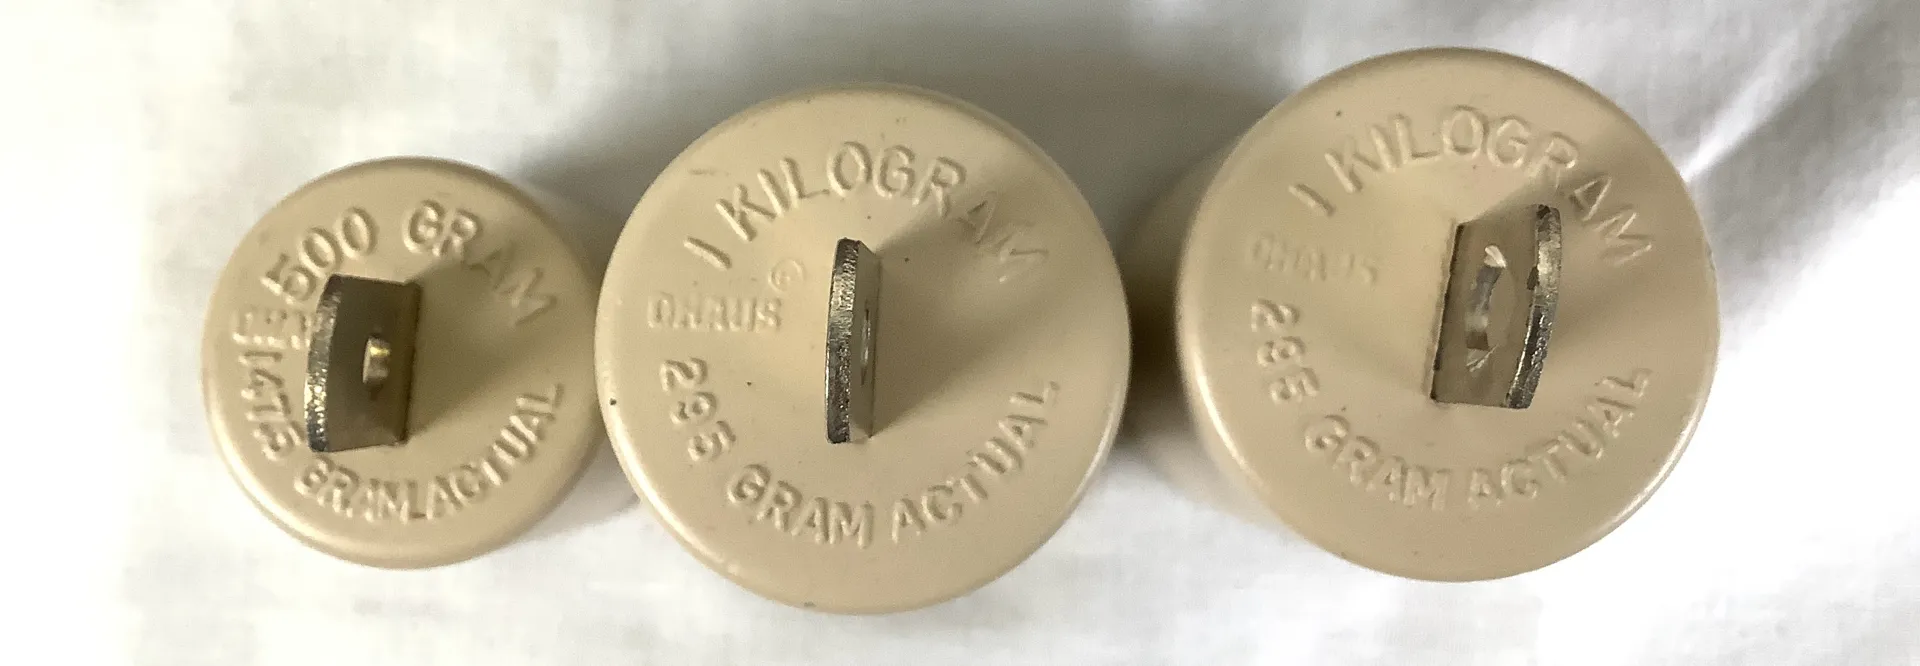 500 GRAM
147.5 GRAM ACTUAL
1 KILOGRAM
OHAUS
295 GRAM ACTUAL
1 KILOGRAM
OHAUS
295 GRAM ACTUAL